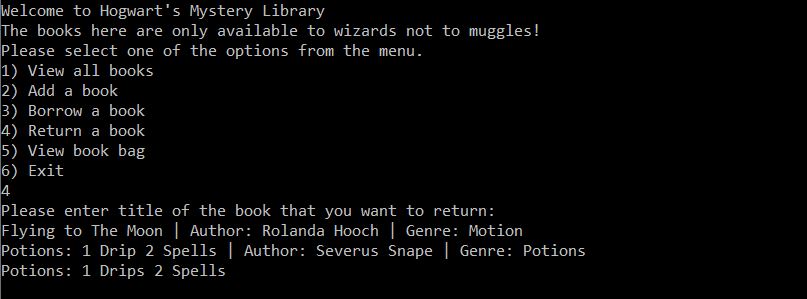 Welcome to Hogwart's Mystery Library
The books here are only available to wizards not to muggles!
Please select one of the options from the menu.
1) View all books
2) Add a book
3) Borrow a book
4) Return a book
5) View book bag
6) Exit
4
Please enter title of the book that you want to return:
Flying to The Moon | Author: Rolanda Hooch | Genre: Motion
Potions: 1 Drip 2 Spells | Author: Severus Snape | Genre: Potions
Potions: 1 Drips 2 Spells